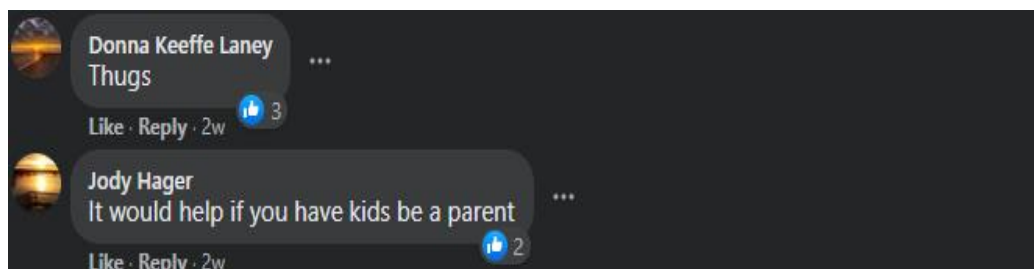 Donna Keeffe Laney
Thugs
3
Like · Reply · 2w
Jody Hager
It would help if you have kids be a parent
2
Like · Reply · 2w